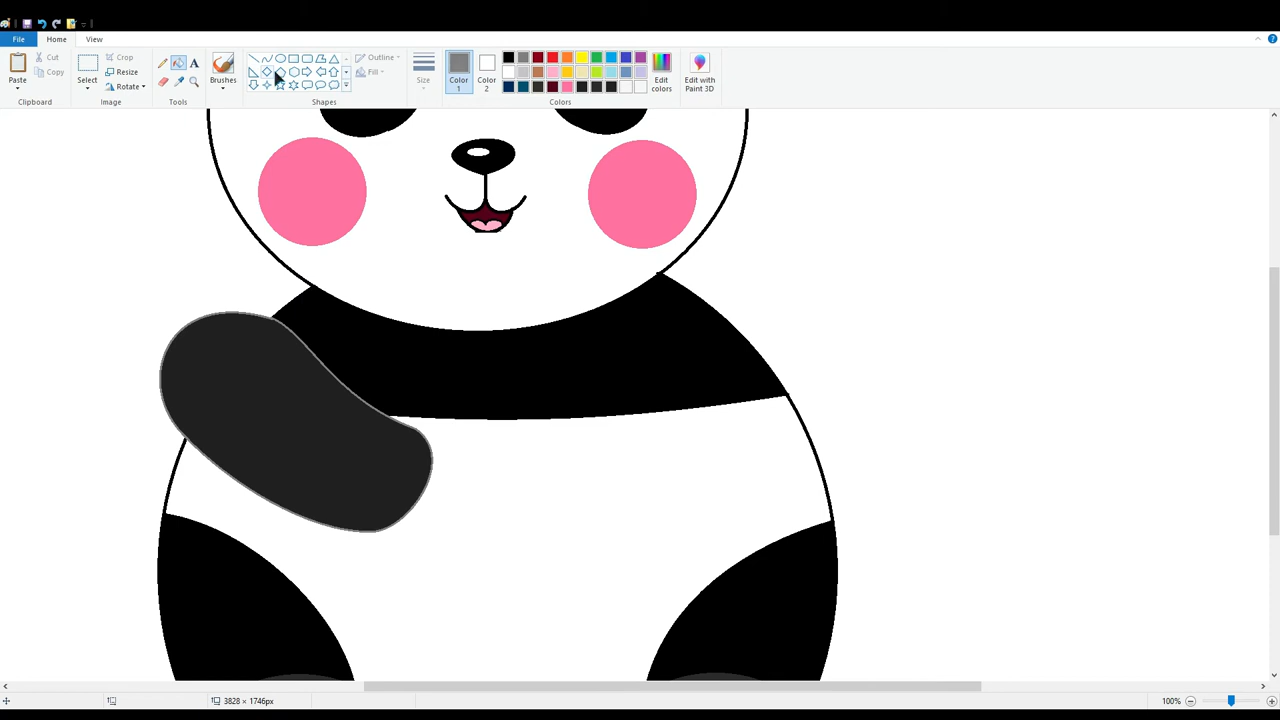 File Home View
Paste
Cut
Copy
Clipboard
Select
Crop
Resize
Rotate
Image
A
Tools
Brushes
Outline
Fill
Shapes
Size
Color
1
Color
2
Edit
colors
Colors
Edit with
Paint 3D
3828 × 1746px
100%